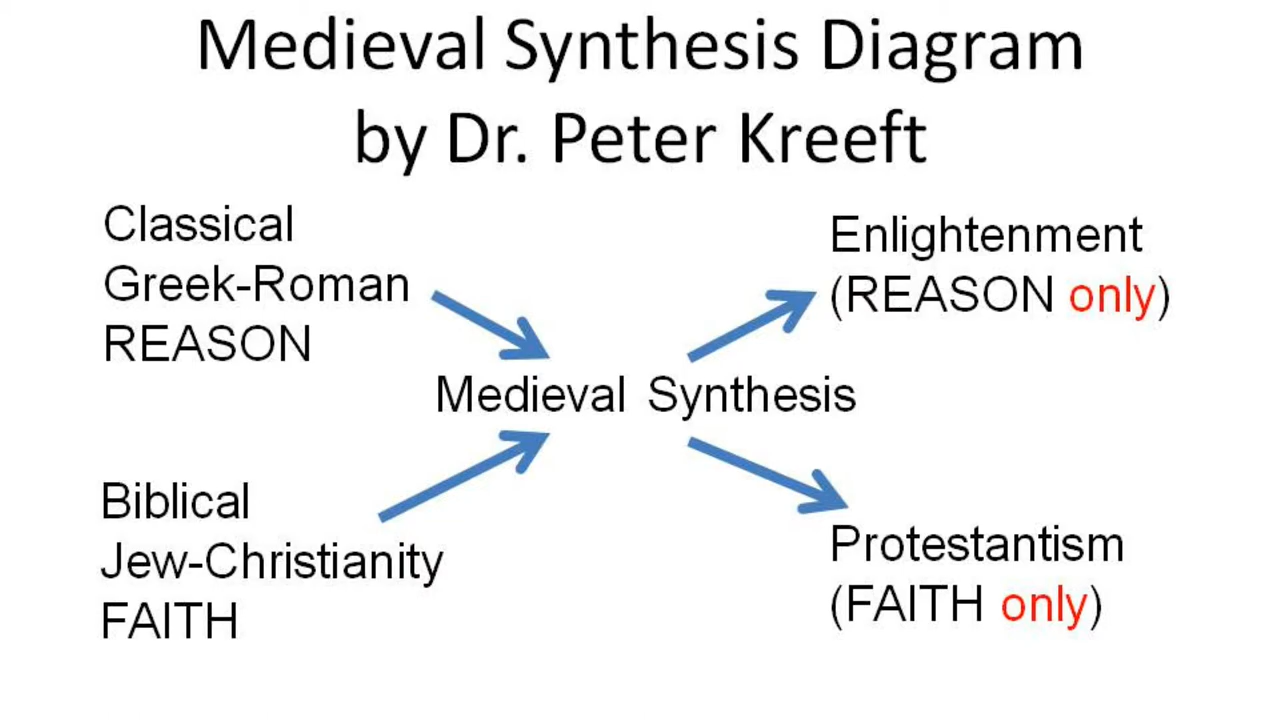 Medieval Synthesis Diagram
by Dr. Peter Kreeft
Classical
Greek-Roman
REASON
Enlightenment
(REASON only)
Medieval Synthesis
Biblical
Jew-Christianity
FAITH
Protestantism
(FAITH only)